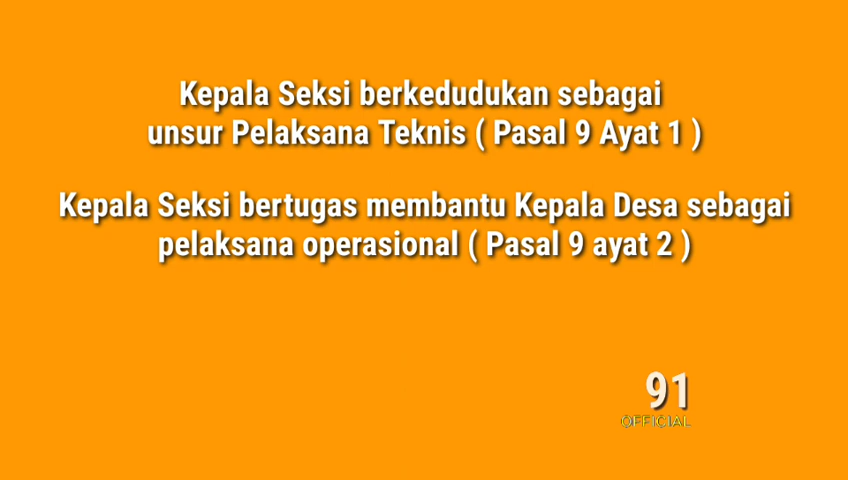 Kepala Seksi berkedudukan sebagai
unsur Pelaksana Teknis ( Pasal 9 Ayat 1 )
Kepala Seksi bertugas membantu Kepala Desa sebagai
pelaksana operasional ( Pasal 9 ayat 2 )
91
OFFICIAL